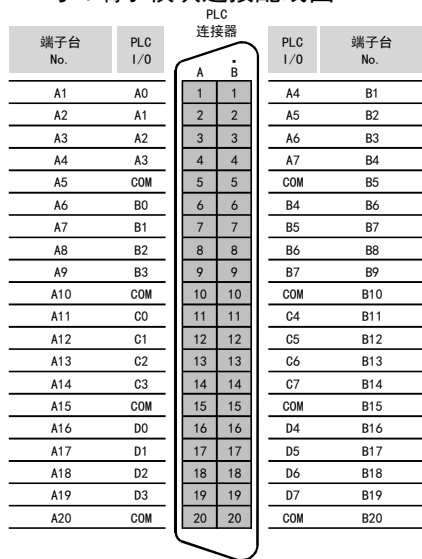 PLC
连接器
端子台 PLC PLC 端子台
No. I/O I/O No.
A B
A1 A0 1 1 A4 B1
A2 A1 2 2 A5 B2
A3 A2 3 3 A6 B3
A4 A3 4 4 A7 B4
A5 COM 5 5 COM B5
A6 B0 6 6 B4 B6
A7 B1 7 7 B5 B7
A8 B2 8 8 B6 B8
A9 B3 9 9 B7 B9
A10 COM 10 10 COM B10
A11 C0 11 11 C4 B11
A12 C1 12 12 C5 B12
A13 C2 13 13 C6 B13
A14 C3 14 14 C7 B14
A15 COM 15 15 COM B15
A16 D0 16 16 D4 B16
A17 D1 17 17 D5 B17
A18 D2 18 18 D6 B18
A19 D3 19 19 D7 B19
A20 COM 20 20 COM B20